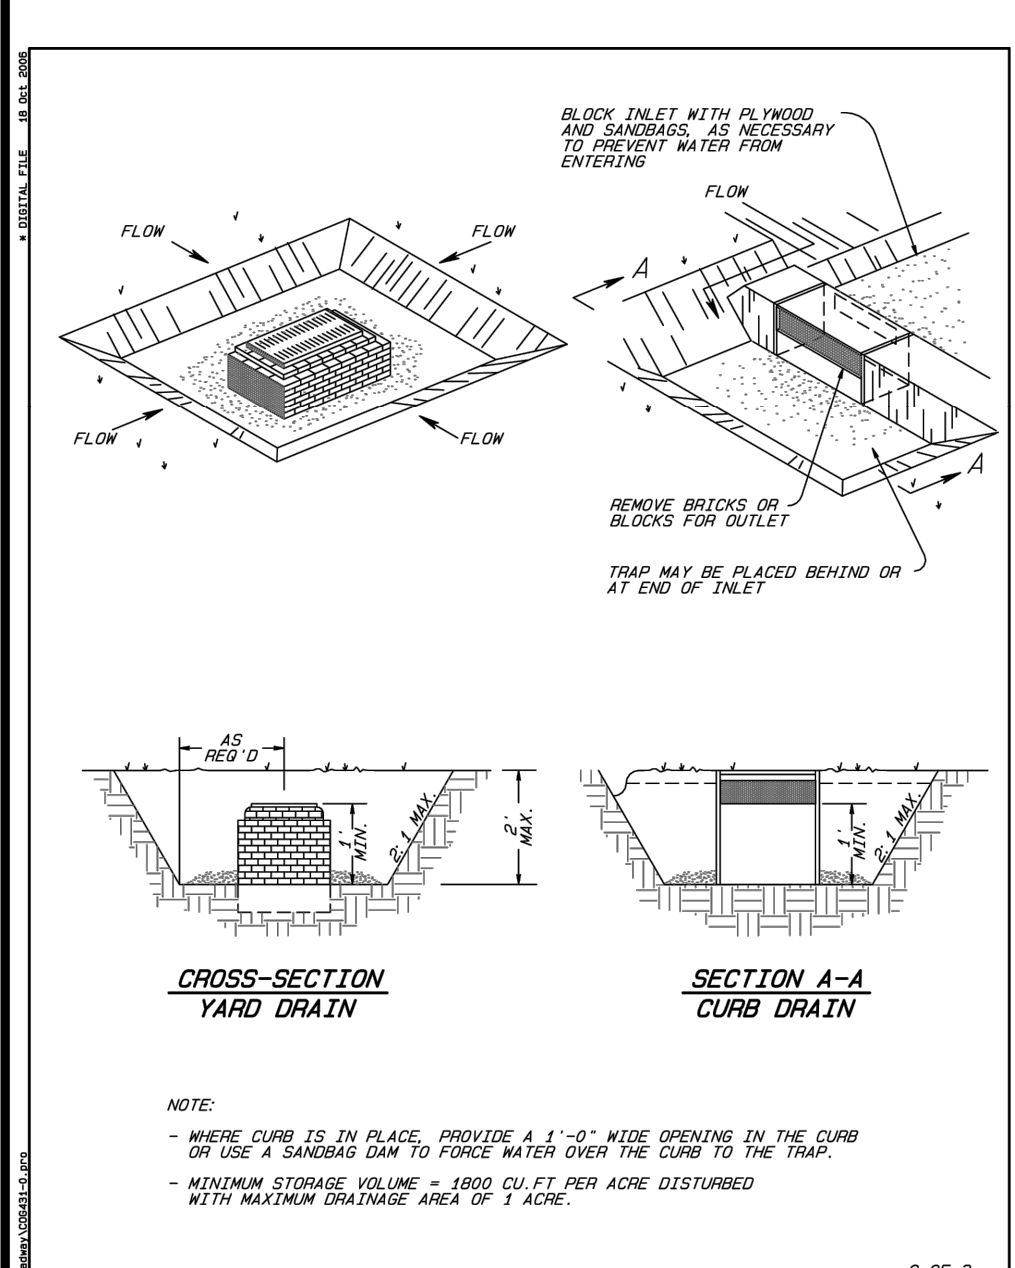 * DIGITAL FILE 18 Oct 2006
BLOCK INLET WITH PLYWOOD
AND SANDBAGS, AS NECESSARY
TO PREVENT WATER FROM
ENTERING
FLOW
FLOW
FLOW
A
FLOW
FLOW
A
REMOVE BRICKS OR
BLOCKS FOR OUTLET
TRAP MAY BE PLACED BEHIND OR
AT END OF INLET
AS
REQ'D
1'
MIN.
2:1 MAX.
2'
MAX.
1'
MIN.
2:1 MAX.
CROSS-SECTION
YARD DRAIN
SECTION A-A
CURB DRAIN
NOTE:
- WHERE CURB IS IN PLACE, PROVIDE A 1'-0" WIDE OPENING IN THE CURB
OR USE A SANDBAG DAM TO FORCE WATER OVER THE CURB TO THE TRAP.
- MINIMUM STORAGE VOLUME = 1800 CU.FT PER ACRE DISTURBED
WITH MAXIMUM DRAINAGE AREA OF 1 ACRE.
adway\COG431-0.pro